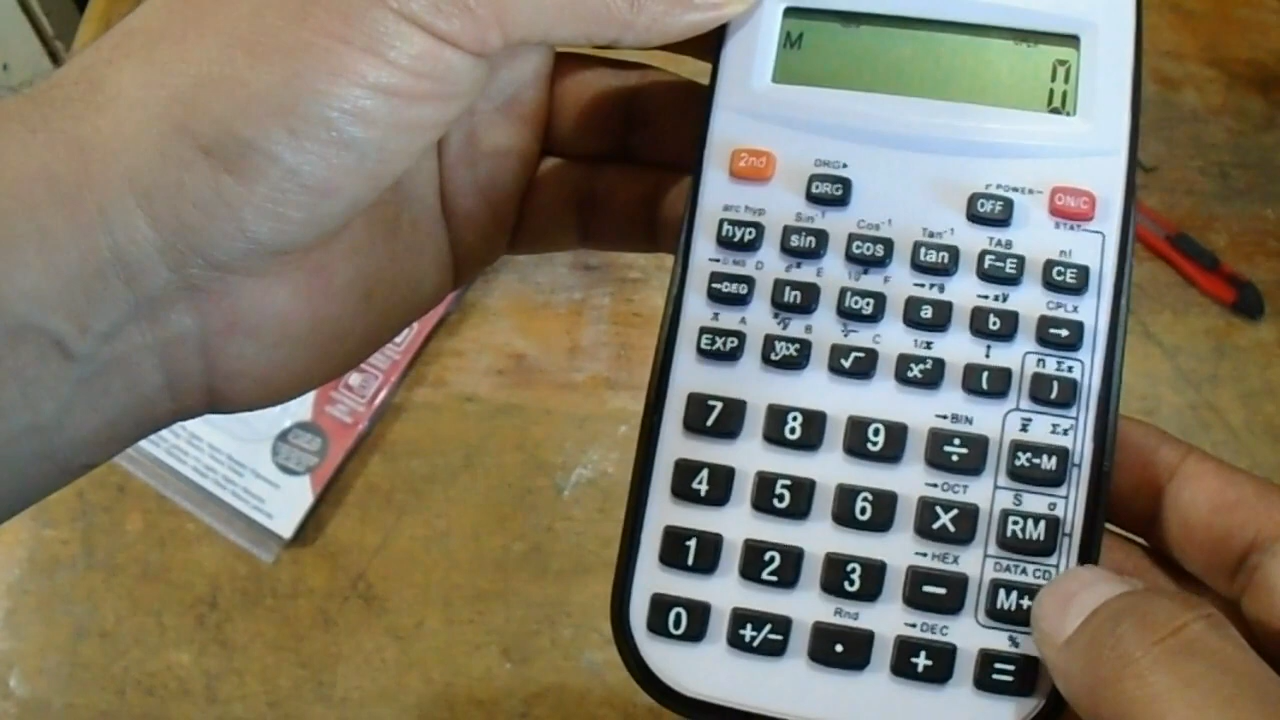 M
0.
DRG▸
2nd
DRG
┌ POWER ─
OFF
ON/C
STAT
arc hyp
Sin⁻¹
Cos⁻¹
Tan⁻¹
TAB
n!
hyp
sin
cos
tan
F-E
CE
→D.MS D
eˣ E
10ˣ F
→rθ
→xy
CPLX
→DEG
ln
log
a
b
→
π A
ˣ√y B
³√ C
1/x
↕
n Σx
EXP
yx
√
x²
(
)
→BIN
x̄ Σx²
7
8
9
÷
x-M
→OCT
S σ
4
5
6
×
RM
→HEX
DATA CD
1
2
3
−
M+
Rnd
→DEC
%
0
+/−
·
+
=